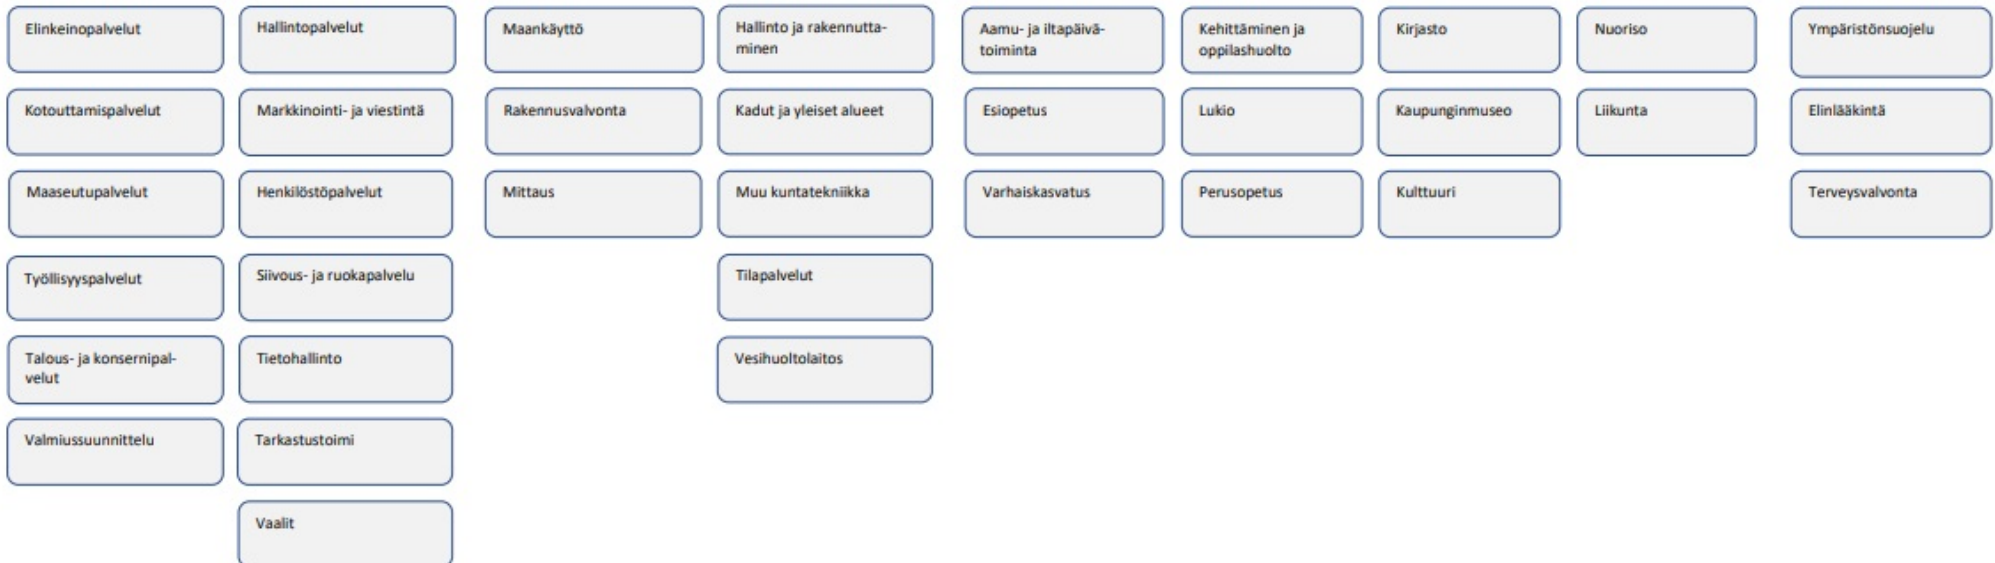 Elinkeinopalvelut
Kotouttamispalvelut
Maaseutupalvelut
Työllisyyspalvelut
Talous- ja konsernipal-
velut
Valmiussuunnittelu
Hallintopalvelut
Markkinointi- ja viestintä
Henkilöstöpalvelut
Siivous- ja ruokapalvelu
Tietohallinto
Tarkastustoimi
Vaalit
Maankäyttö
Rakennusvalvonta
Mittaus
Hallinto ja rakennutta-
minen
Kadut ja yleiset alueet
Muu kuntatekniikka
Tilapalvelut
Vesihuoltolaitos
Aamu- ja iltapäivä-
toiminta
Esiopetus
Varhaiskasvatus
Kehittäminen ja
oppilashuolto
Lukio
Perusopetus
Kirjasto
Kaupunginmuseo
Kulttuuri
Nuoriso
Liikunta
Ympäristönsuojelu
Elinlääkintä
Terveysvalvonta